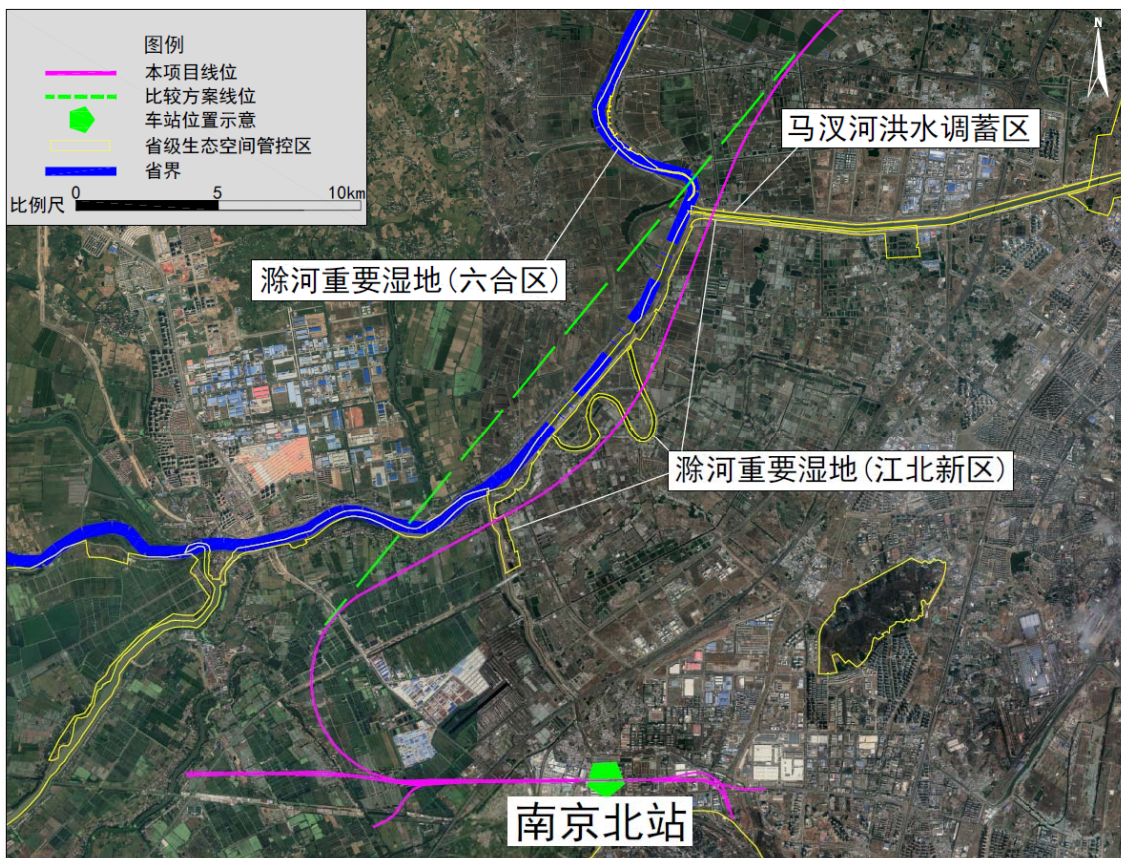 图例
本项目线位
比较方案线位
车站位置示意
省级生态空间管控区
省界
0 5 10km
比例尺
N
马汊河洪水调蓄区
滁河重要湿地(六合区)
滁河重要湿地(江北新区)
南京北站